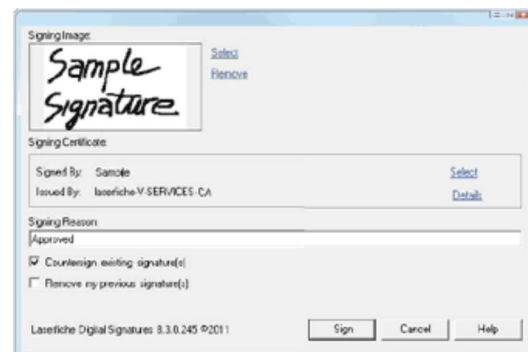 Signing Image:
Sample
Signature
Select
Remove
Signing Certificate
Signed By: Sample
Select
Issued By: laserfiche-V-SERVICES-CA
Details
Signing Reason:
Approved
Countersign existing signature(s)
Remove my previous signature(s)
Laserfiche Digital Signatures 8.3.0.245 ©2011
Sign
Cancel
Help